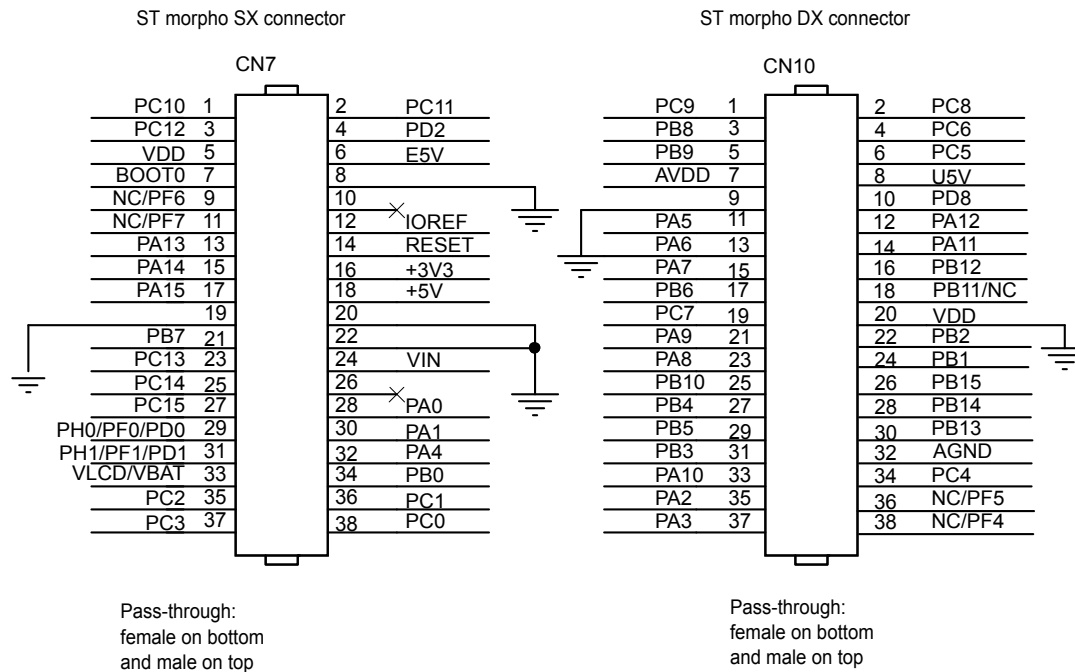 ST morpho SX connector
CN7
PC10 1 2 PC11
PC12 3 4 PD2
VDD 5 6 E5V
BOOT0 7 8
NC/PF6 9 10
NC/PF7 11 12 IOREF
PA13 13 14 RESET
PA14 15 16 +3V3
PA15 17 18 +5V
19 20
PB7 21 22
PC13 23 24 VIN
PC14 25 26
PC15 27 28 PA0
PH0/PF0/PD0 29 30 PA1
PH1/PF1/PD1 31 32 PA4
VLCD/VBAT 33 34 PB0
PC2 35 36 PC1
PC3 37 38 PC0
Pass-through:
female on bottom
and male on top
ST morpho DX connector
CN10
PC9 1 2 PC8
PB8 3 4 PC6
PB9 5 6 PC5
AVDD 7 8 U5V
9 10 PD8
PA5 11 12 PA12
PA6 13 14 PA11
PA7 15 16 PB12
PB6 17 18 PB11/NC
PC7 19 20 VDD
PA9 21 22 PB2
PA8 23 24 PB1
PB10 25 26 PB15
PB4 27 28 PB14
PB5 29 30 PB13
PB3 31 32 AGND
PA10 33 34 PC4
PA2 35 36 NC/PF5
PA3 37 38 NC/PF4
Pass-through:
female on bottom
and male on top